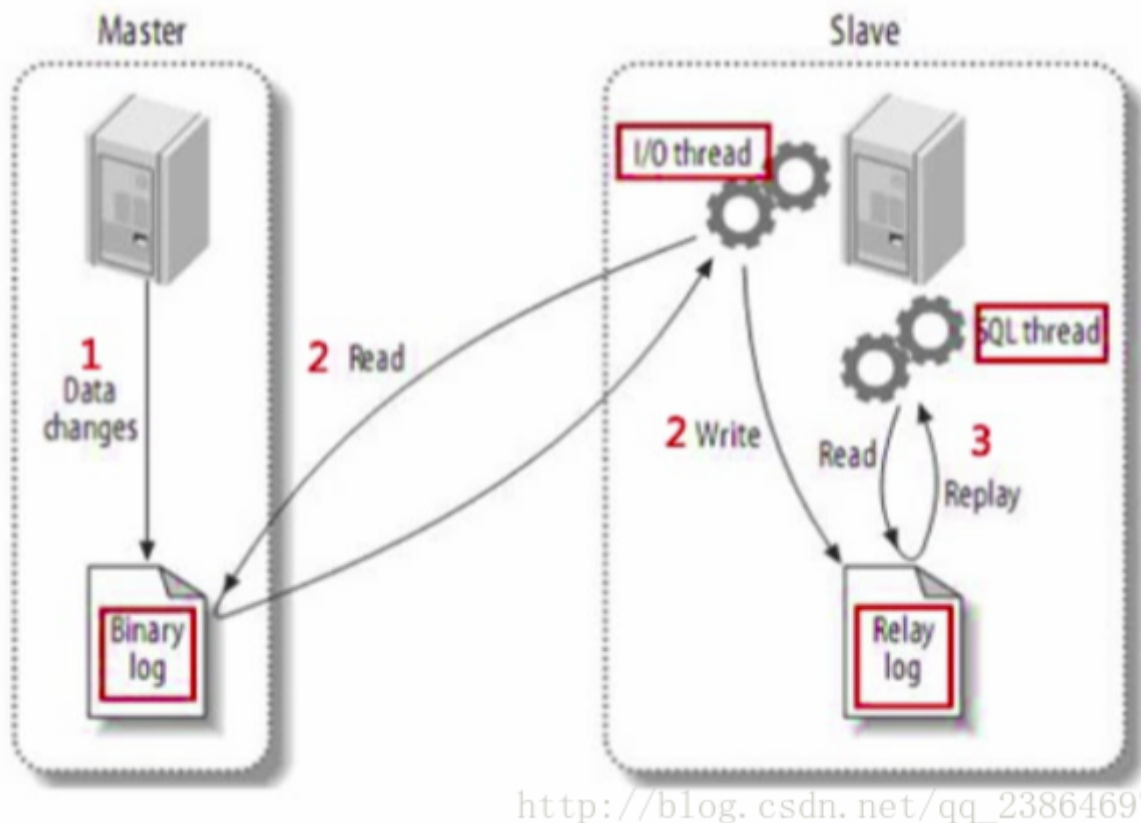 Master
Slave
I/O thread
SQL thread
1
Data
changes
2 Read
2 Write
Read
3
Replay
Binary
log
Relay
log
http://blog.csdn.net/qq_2386469